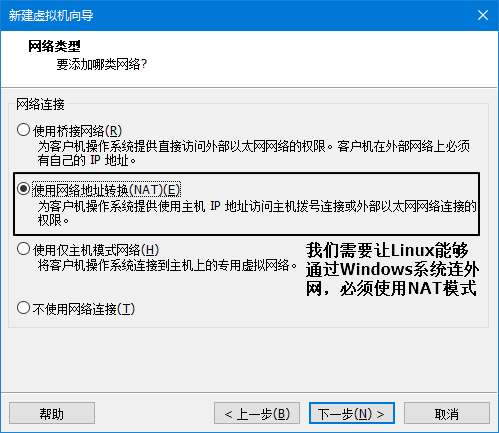 新建虚拟机向导
网络类型
要添加哪类网络?
网络连接
使用桥接网络(R)
为客户机操作系统提供直接访问外部以太网网络的权限。客户机在外部网络上必须
有自己的 IP 地址。
使用网络地址转换(NAT)(E)
为客户机操作系统提供使用主机 IP 地址访问主机拨号连接或外部以太网网络连接的
权限。
使用仅主机模式网络(H)
将客户机操作系统连接到主机上的专用虚拟网络。
我们需要让Linux能够
通过Windows系统连外
网，必须使用NAT模式
不使用网络连接(T)
帮助
< 上一步(B)
下一步(N) >
取消